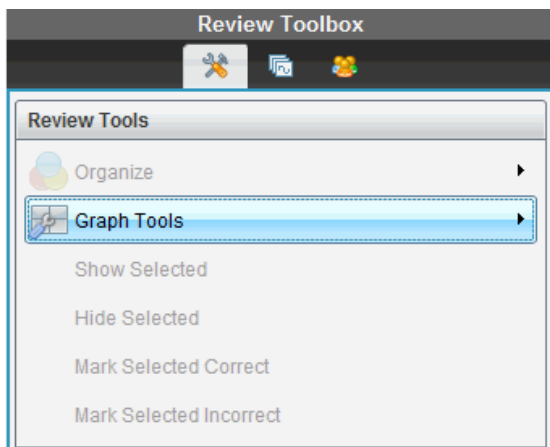 Review Toolbox
Review Tools
Organize
Graph Tools
Show Selected
Hide Selected
Mark Selected Correct
Mark Selected Incorrect